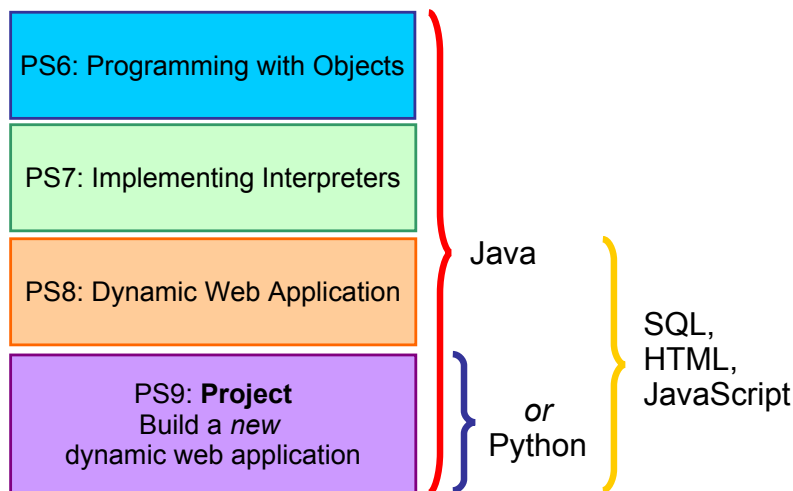 PS6: Programming with Objects
PS7: Implementing Interpreters
PS8: Dynamic Web Application
PS9: Project
Build a new
dynamic web application
Java
or
Python
SQL,
HTML,
JavaScript